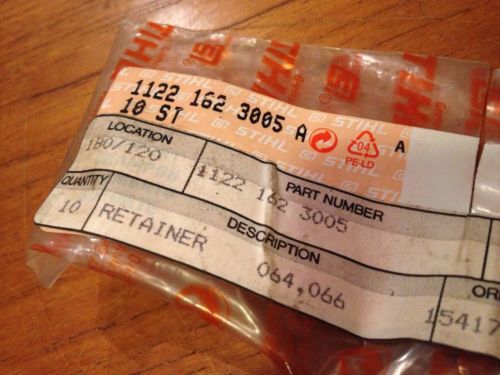 STIHL
1122 162 3005 A
10 ST
04
PE-LD
A
LOCATION
180/120
PART NUMBER
1122 162 3005
QUANTITY
10
DESCRIPTION
RETAINER
064,066
15417